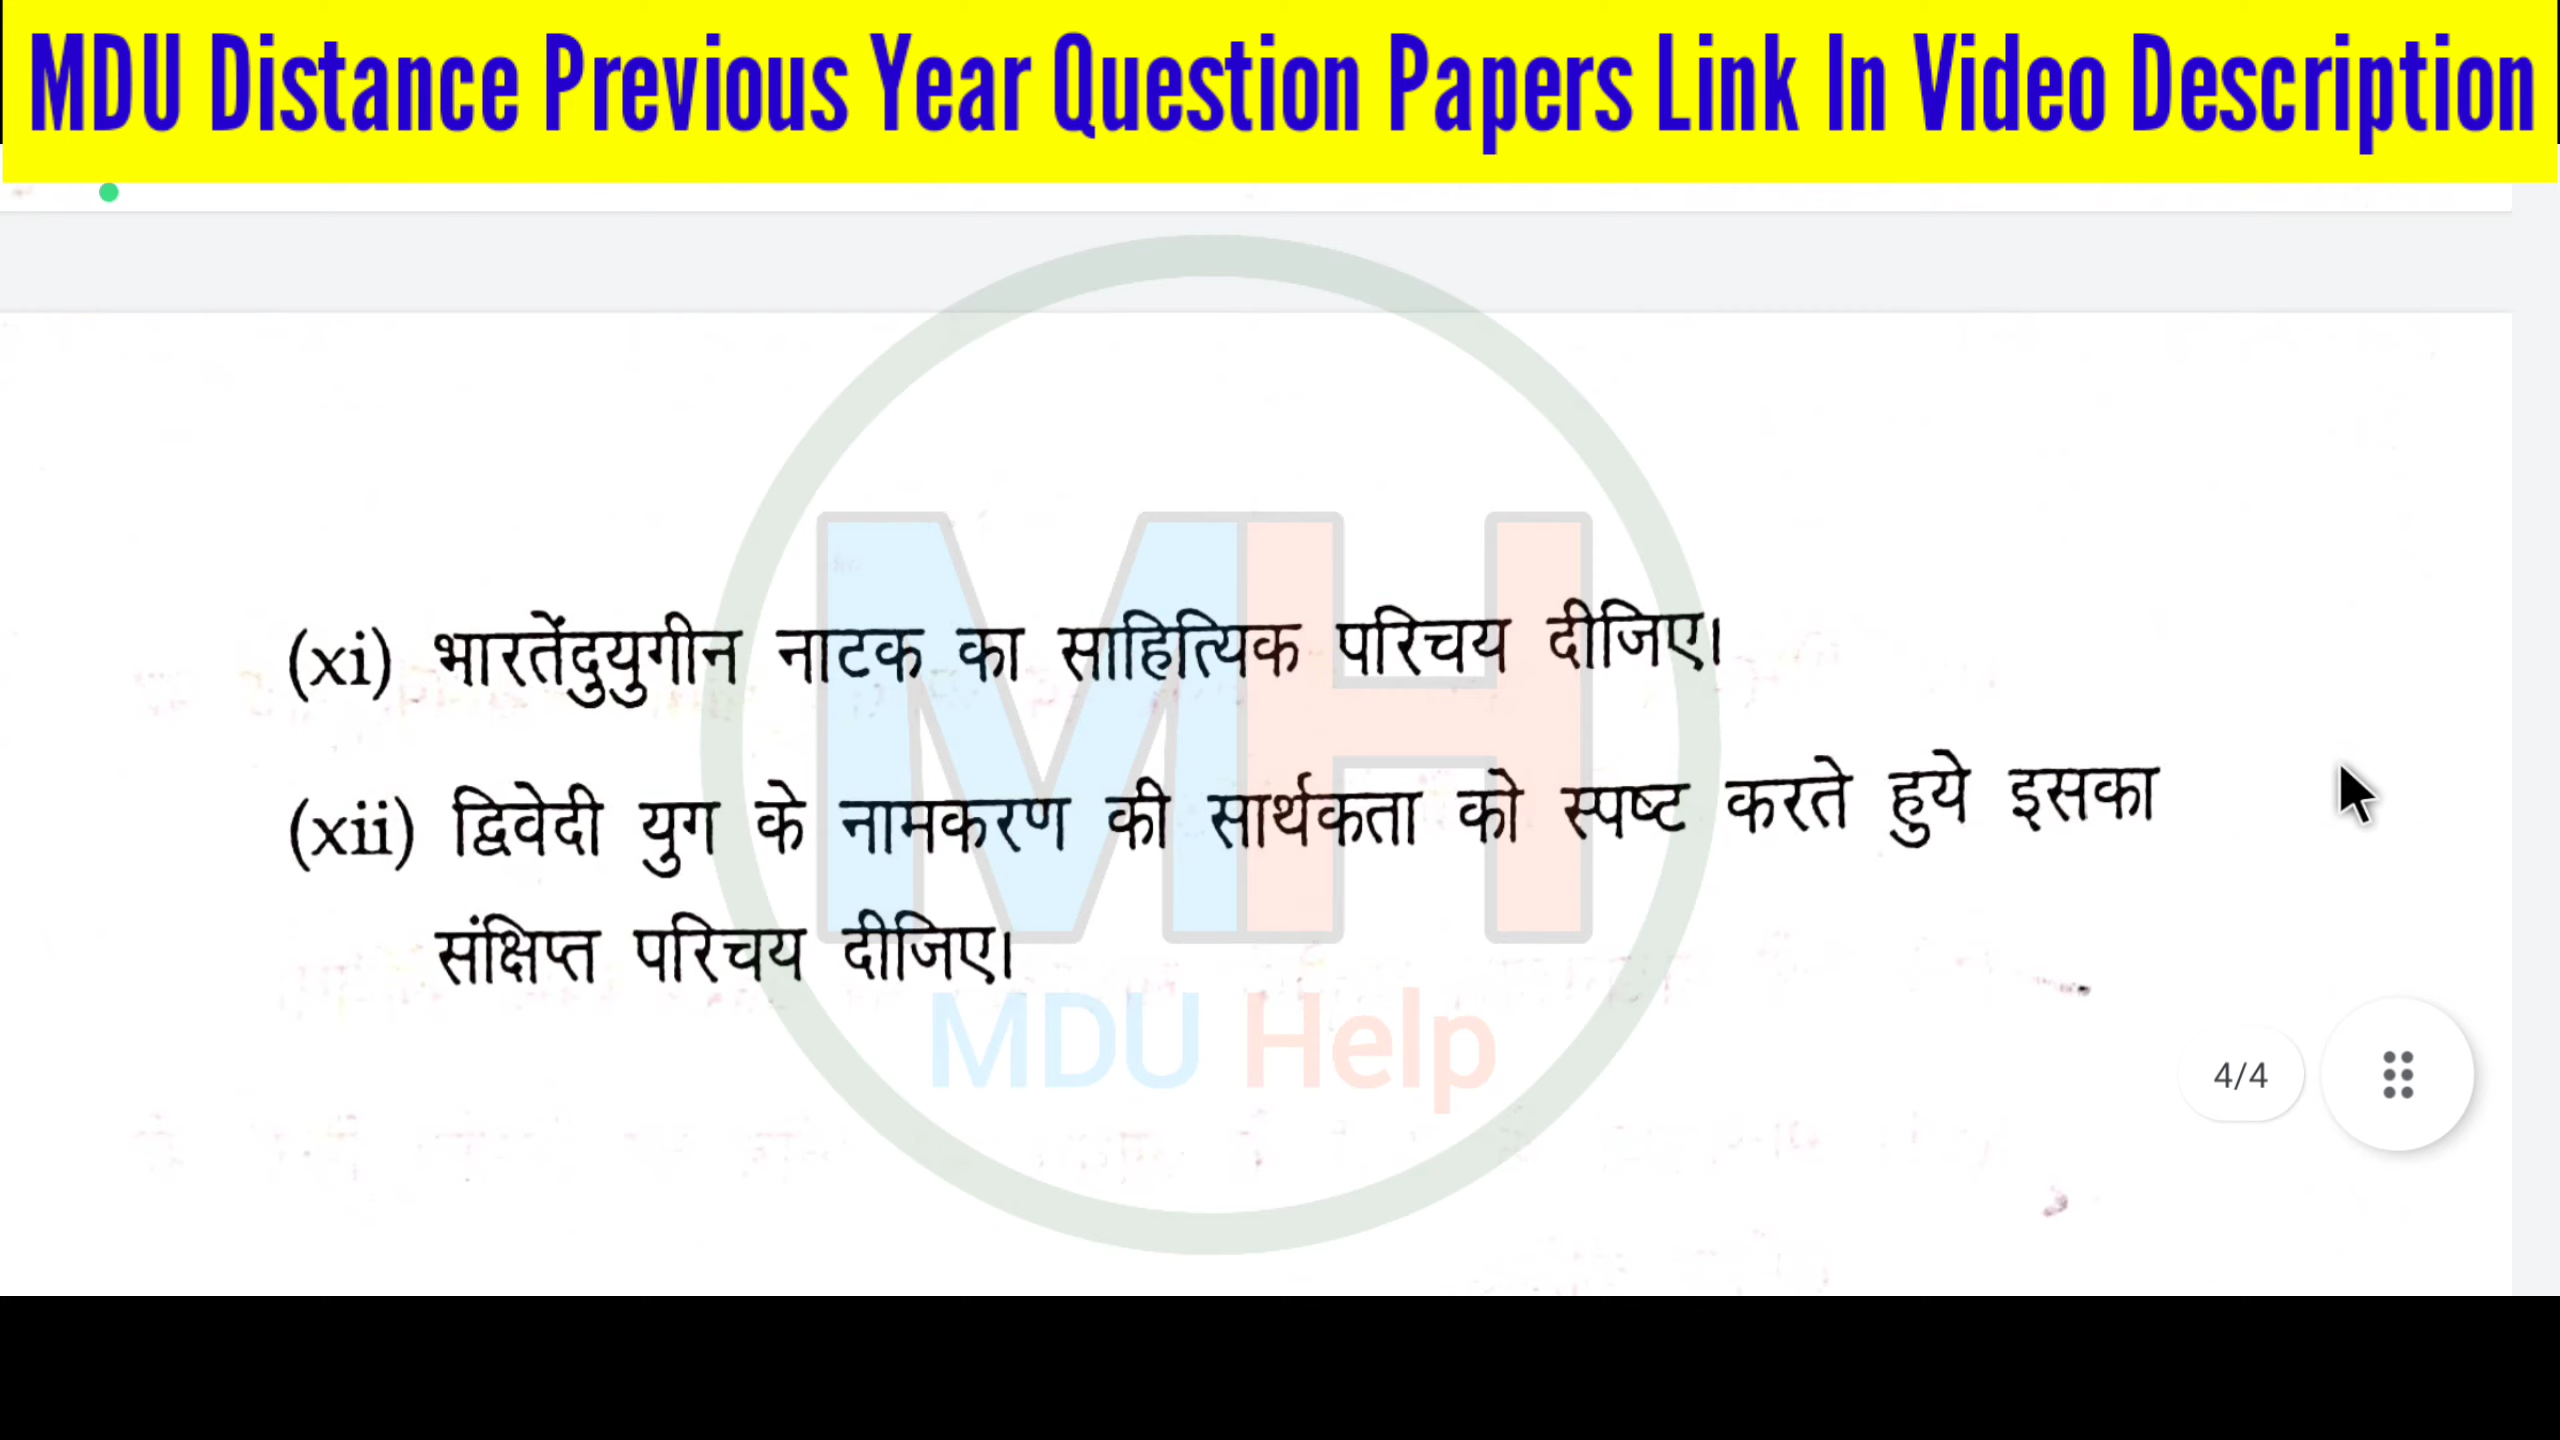 MDU Distance Previous Year Question Papers Link In Video Description
(xi) भारतेंदुयुगीन नाटक का साहित्यिक परिचय दीजिए।
(xii) द्विवेदी युग के नामकरण की सार्थकता को स्पष्ट करते हुये इसका
संक्षिप्त परिचय दीजिए।
MH
MDU Help
4/4